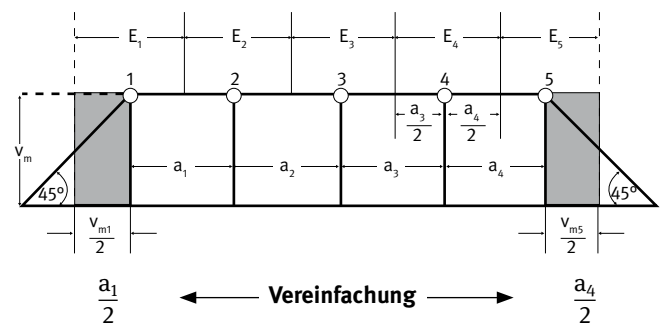 E₁ E₂ E₃ E₄ E₅
1 2 3 4 5
a₃/2 a₄/2
vₘ
a₁ a₂ a₃ a₄
45° 45°
vₘ₁/2 vₘ₅/2
a₁/2 Vereinfachung a₄/2